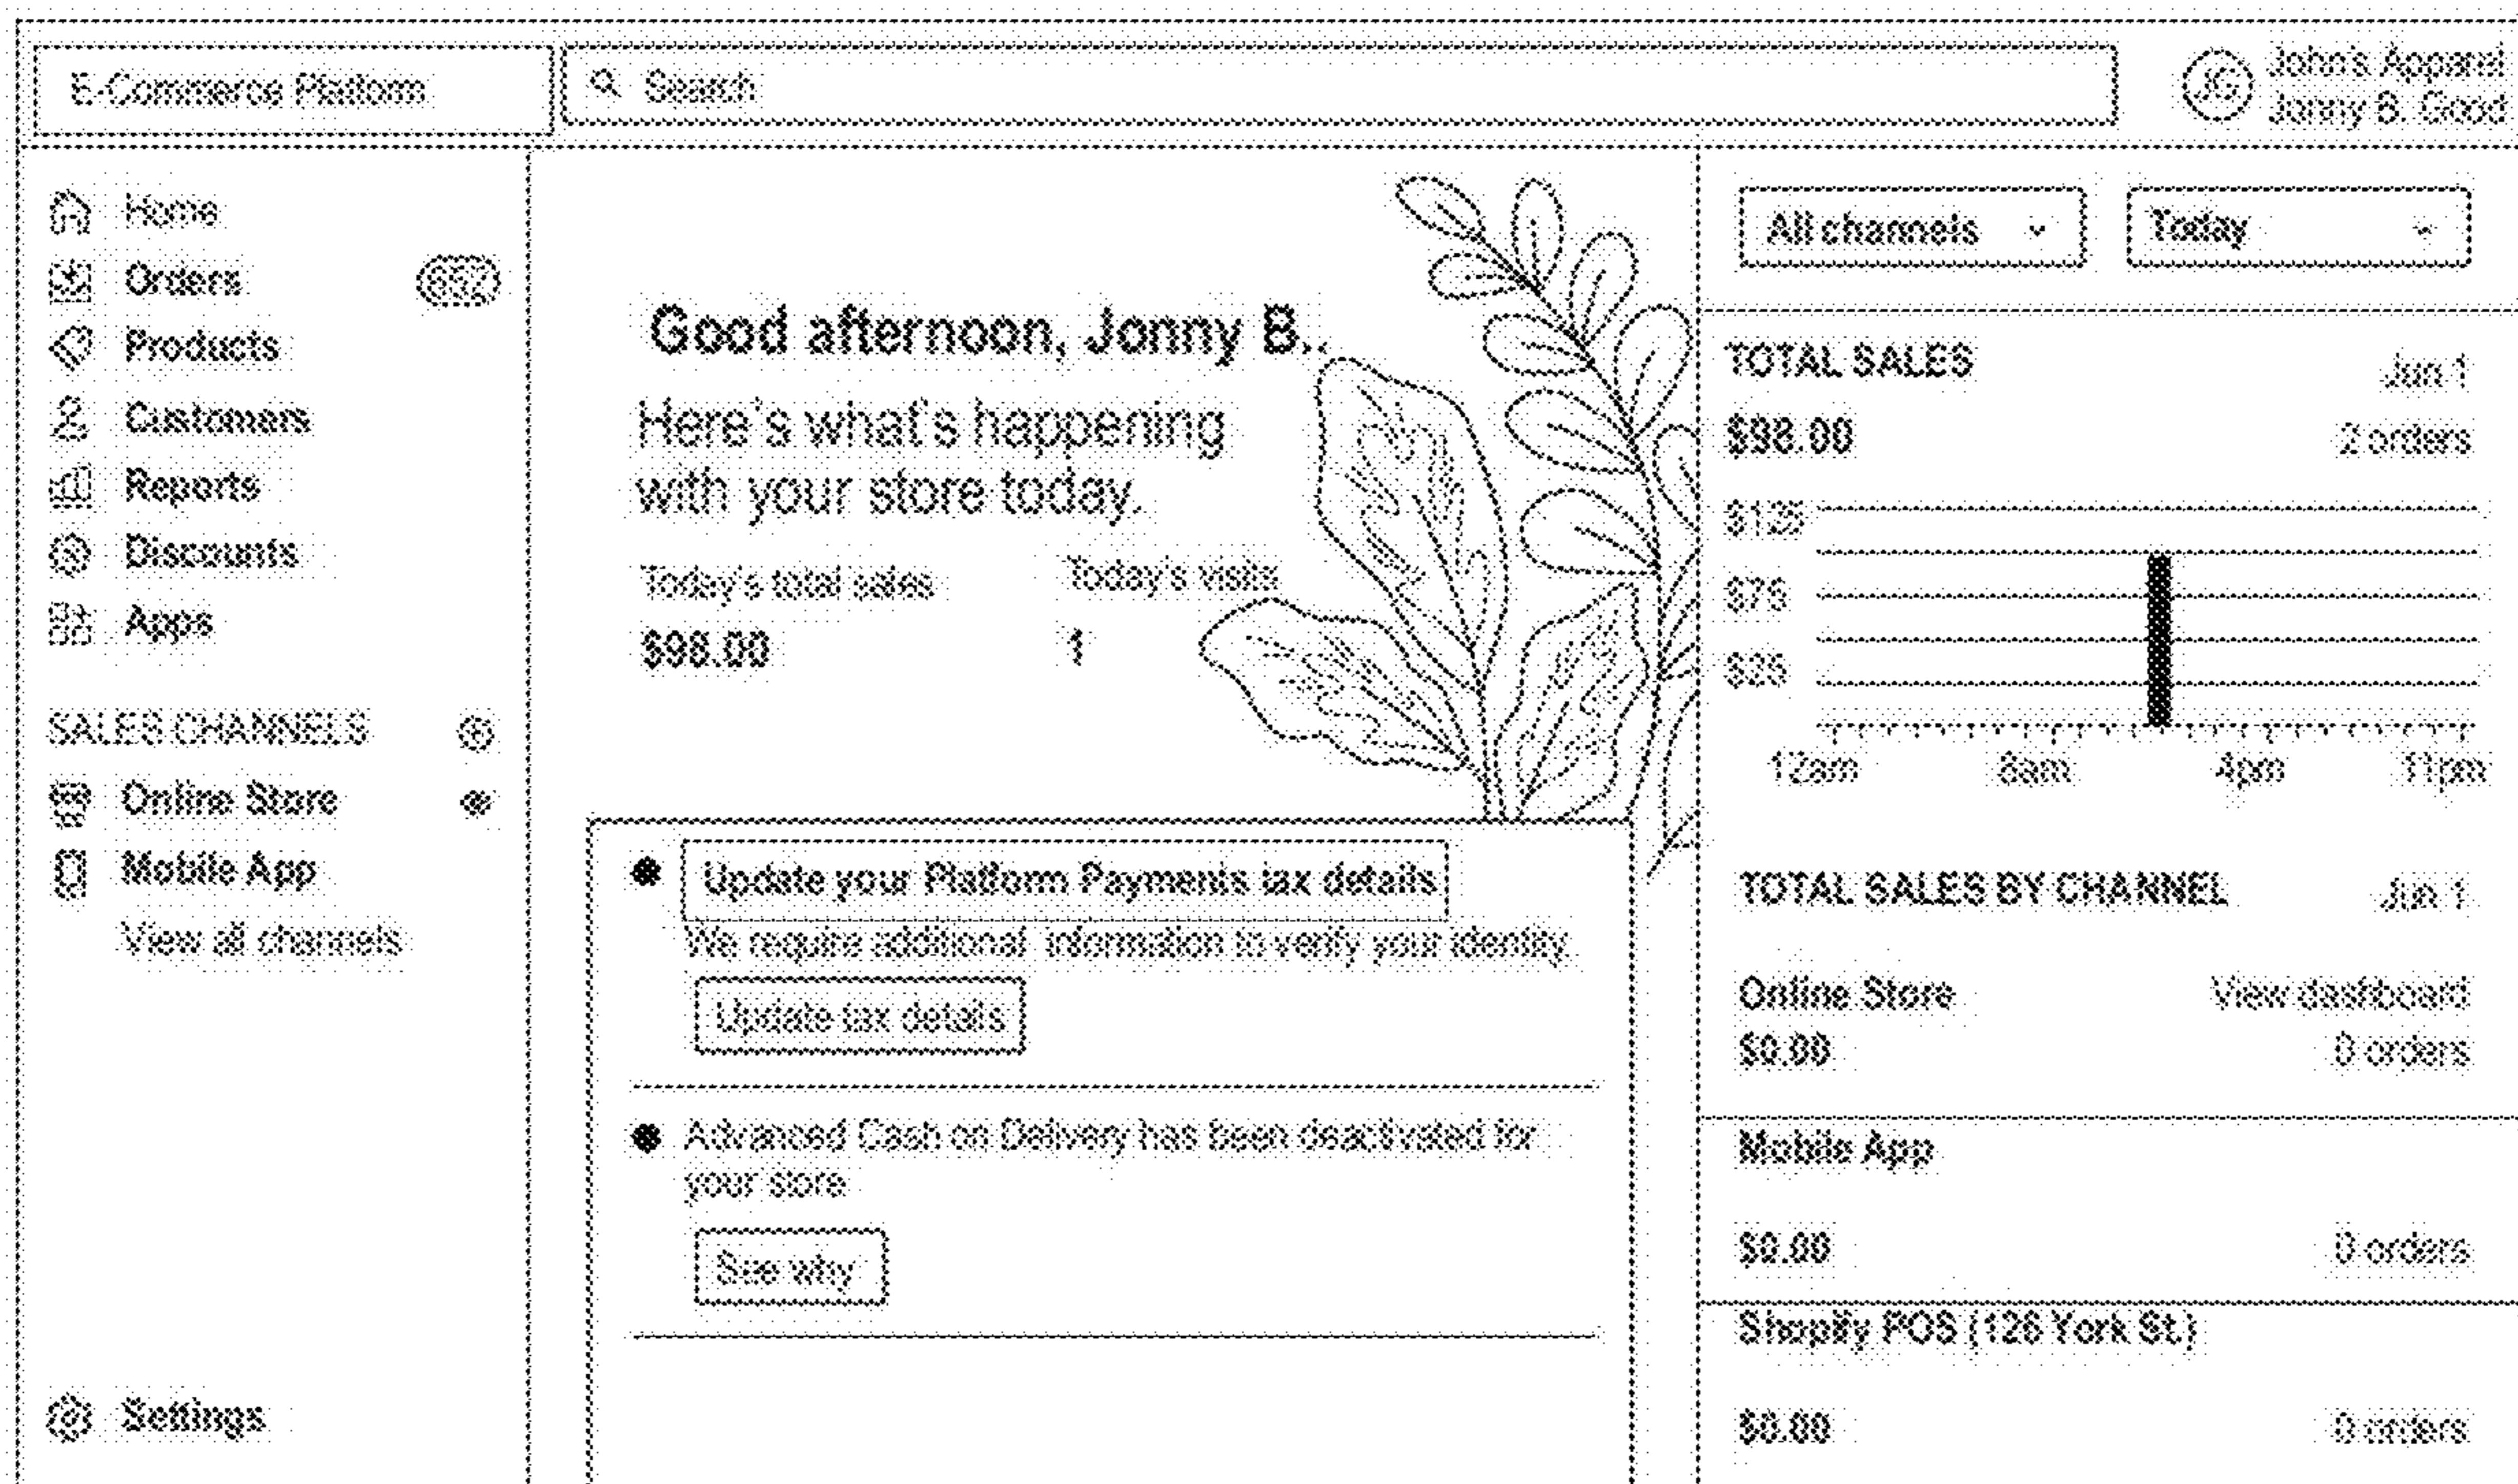 E-Commerce Platform
Search
John's Apparel
Jonny B. Good
Home
Orders
Products
Customers
Reports
Discounts
Apps
SALES CHANNELS
Online Store
Mobile App
View all channels
Settings
Good afternoon, Jonny B..
Here's what's happening
with your store today.
Today's total sales
Today's visits
$98.00
1
Update your Platform Payments tax details
We require additional information to verify your identity.
Update tax details
Advanced Cash on Delivery has been deactivated for
your store
See why
All channels
Today
TOTAL SALES
Jun 1
$98.00
2 orders
$125
$75
12am
8am
4pm
11pm
TOTAL SALES BY CHANNEL
Jun 1
Online Store
View dashboard
$0.00
0 orders
Mobile App
$0.00
0 orders
Shopify POS (126 York St.)
$0.00
0 orders